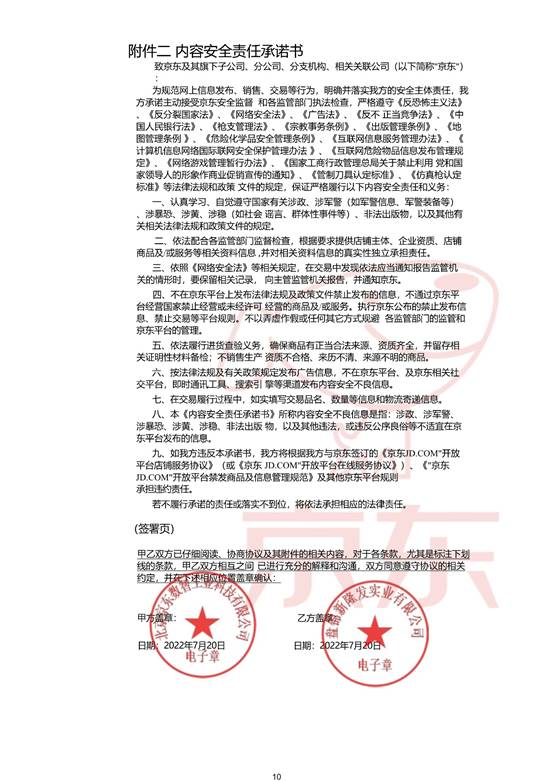 附件二 内容安全责任承诺书
致京东及其旗下子公司、分公司、分支机构、相关关联公司（以下简称"京东"）
：
为规范网上信息发布、销售、交易等行为，明确并落实我方的安全主体责任，我
方承诺主动接受京东安全监督 和各监管部门执法检查，严格遵守《反恐怖主义法》
、《反分裂国家法》、《网络安全法》、《广告法》、《反不 正当竞争法》、《中
国人民银行法》、《枪支管理法》、《宗教事务条例》、《出版管理条例》、《地
图管理条例 》、《危险化学品安全管理条例》、《互联网信息服务管理办法》、《
计算机信息网络国际联网安全保护管理办法 》、《互联网危险物品信息发布管理规
定》、《网络游戏管理暂行办法》、《国家工商行政管理总局关于禁止利用 党和国
家领导人的形象作商业促销宣传的通知》、《管制刀具认定标准》、《仿真枪认定
标准》等法律法规和政策 文件的规定，保证严格履行以下内容安全责任和义务：
一、认真学习、自觉遵守国家有关涉政、涉军警（如军警信息、军警装备等）
、涉暴恐、涉黄、涉稳（如社会 谣言、群体性事件等）、非法出版物，以及其他有
关相关法律法规和政策文件的规定。
二、依法配合各监管部门监督检查，根据要求提供店铺主体、企业资质、店铺
商品及/或服务等相关资料信息 ,并对相关资料信息的真实性独立承担责任。
三、依照《网络安全法》等相关规定，在交易中发现依法应当通知报告监管机
关的情形时，要保留相关记录， 向主管监管机关报告，并通知京东。
四、不在京东平台上发布法律法规及政策文件禁止发布的信息，不通过京东平
台经营国家禁止经营或未经许可 经营的商品及/或服务。执行京东公布的禁止发布信
息、禁止交易等平台规则。不以弄虚作假或任何其它方式规避 各监管部门的监管和
京东平台的管理。
五、依法履行进货查验义务，确保商品有正当合法来源、资质齐全，并留存相
关证明性材料备检；不销售生产 资质不合格、来历不清、来源不明的商品。
六、按法律法规及有关政策规定发布广告信息，不在京东平台、及京东相关社
交平台，即时通讯工具、搜索引 擎等渠道发布内容安全不良信息。
七、在交易履行过程中，如实填写交易品名、数量等信息和物流寄递信息。
八、本《内容安全责任承诺书》所称内容安全不良信息是指：涉政、涉军警、
涉暴恐、涉黄、涉稳、非法出版 物，以及其他违法，或违反公序良俗等不适宜在京
东平台发布的信息。
九、如我方违反本承诺书，我方将根据我方与京东签订的《京东JD.COM"开放
平台店铺服务协议》（或《京东 JD.COM"开放平台在线服务协议》）、《"京东
JD.COM"开放平台禁发商品及信息管理规范》及其他京东平台规则
承担违约责任。
若不履行承诺的责任或落实不到位，将依法承担相应的法律责任。
(签署页)
甲乙双方已仔细阅读、协商协议及其附件的相关内容，对于各条款，尤其是标注下划
线的条款，甲乙双方相互之间 已进行充分的解释和沟通，双方同意遵守协议的相关
约定，并在下述相应位置盖章确认：
甲方盖章： 乙方盖章：
北京京东数智工业科技有限公司
盘锦新隆发实业有限公司
日期：2022年7月20日 日期：2022年7月20日
电子章 电子章
京东
10